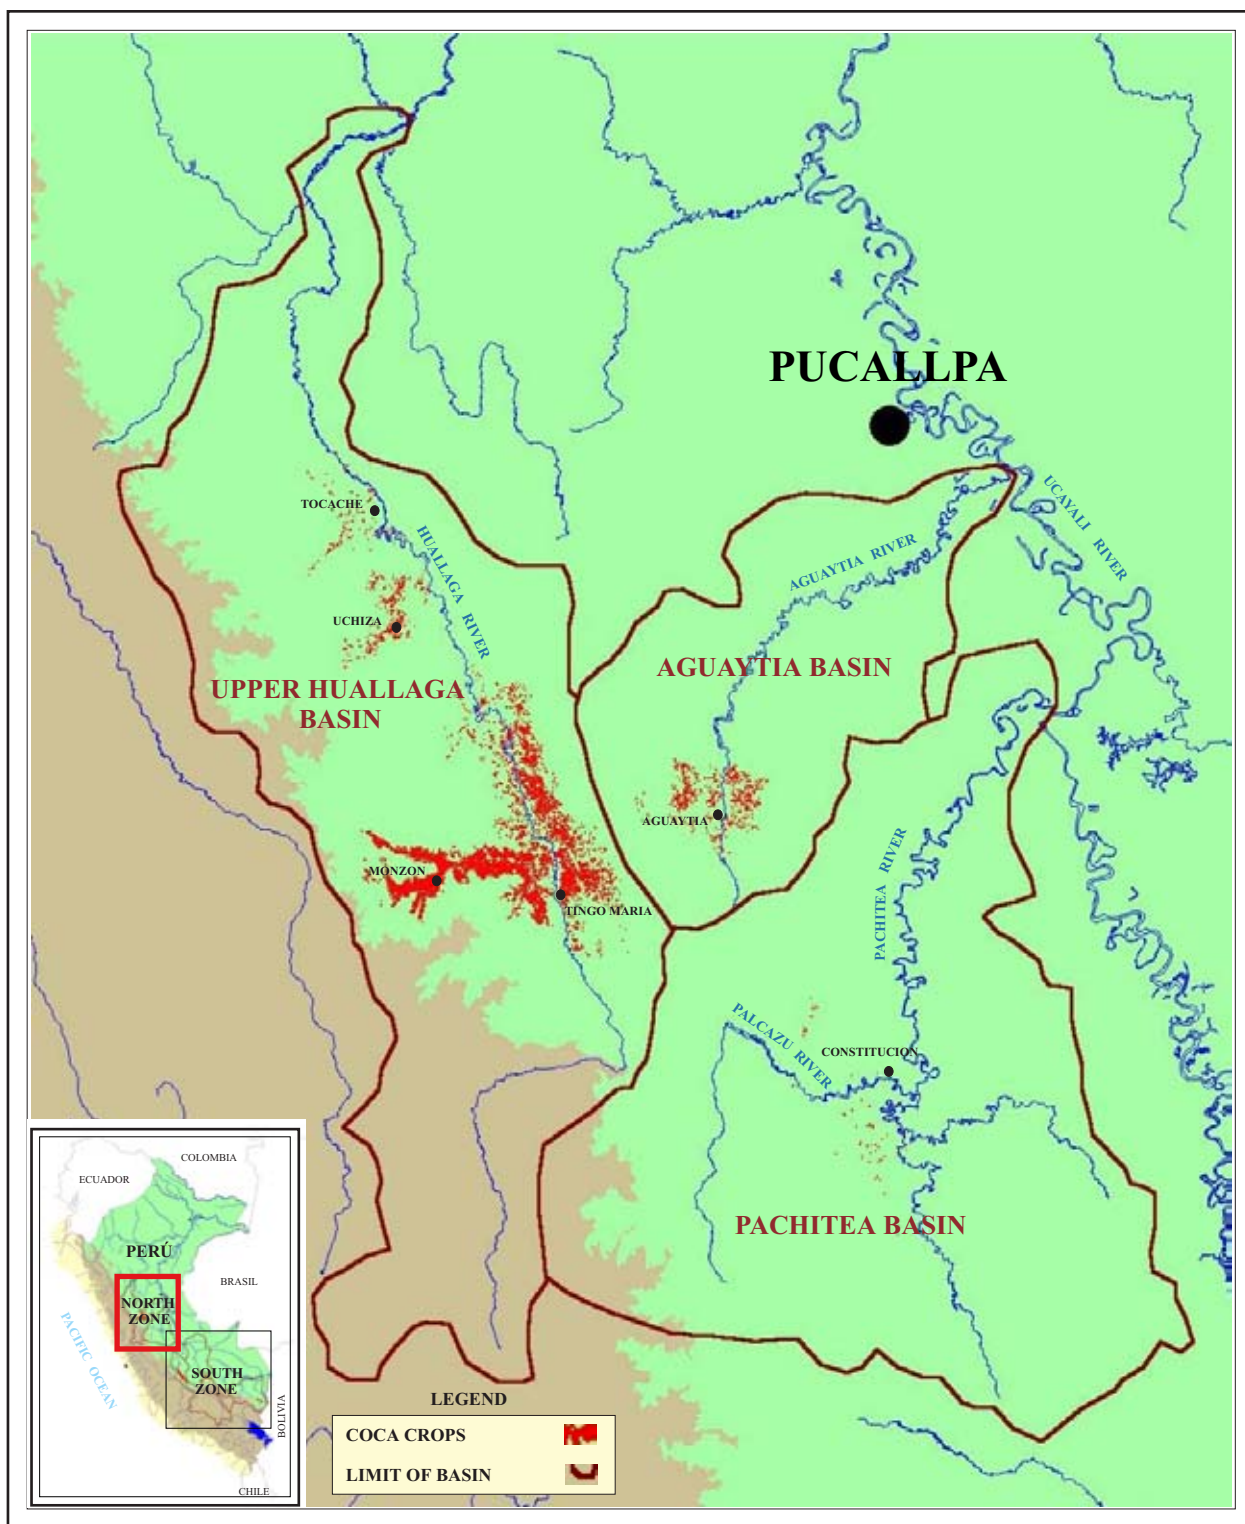 PUCALLPA
TOCACHE
HUALLAGA RIVER
UCAYALI RIVER
AGUAYTIA RIVER
UCHIZA
AGUAYTIA BASIN
UPPER HUALLAGA
BASIN
AGUAYTIA
MONZON
TINGO MARIA
PACHITEA RIVER
PALCAZU RIVER
CONSTITUCION
PACHITEA BASIN
COLOMBIA
ECUADOR
PERÚ
BRASIL
NORTH
ZONE
PACIFIC OCEAN
SOUTH
ZONE
BOLIVIA
CHILE
LEGEND
COCA CROPS
LIMIT OF BASIN